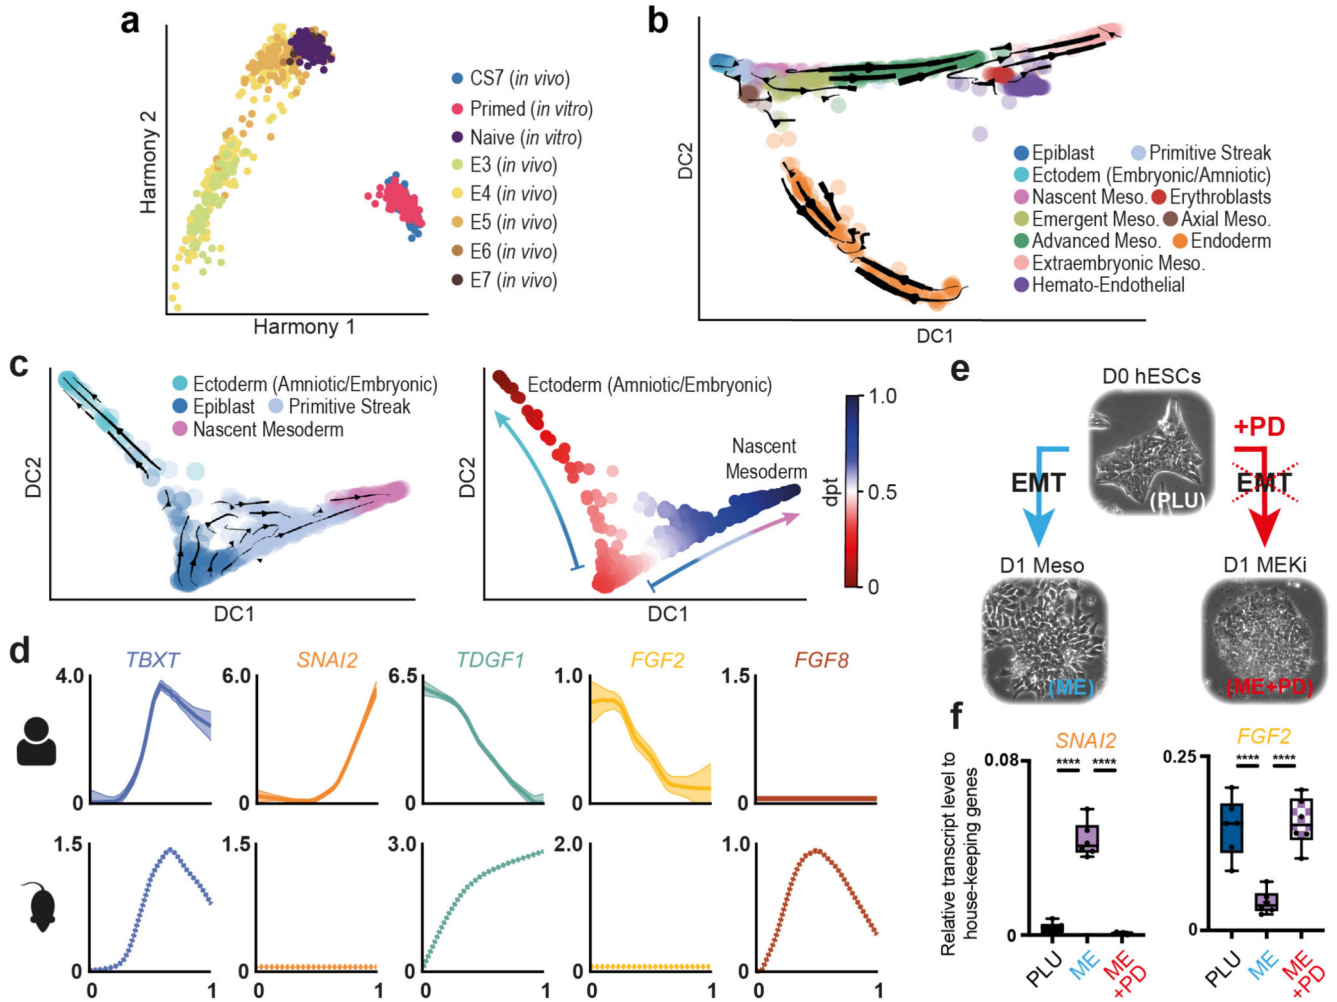 a
Harmony 2
Harmony 1
CS7 (in vivo)
Primed (in vitro)
Naive (in vitro)
E3 (in vivo)
E4 (in vivo)
E5 (in vivo)
E6 (in vivo)
E7 (in vivo)
b
DC2
DC1
Epiblast
Primitive Streak
Ectoderm (Embryonic/Amniotic)
Nascent Meso.
Erythroblasts
Emergent Meso.
Axial Meso.
Advanced Meso.
Endoderm
Extraembryonic Meso.
Hemato-Endothelial
c
DC2
DC1
Ectoderm (Amniotic/Embryonic)
Epiblast
Primitive Streak
Nascent Mesoderm
DC2
DC1
Ectoderm (Amniotic/Embryonic)
Nascent
Mesoderm
dpt
1.0
0.5
0
e
D0 hESCs
(PLU)
+PD
EMT
EMT
D1 Meso
(ME)
D1 MEKi
(ME+PD)
d
TBXT
SNAI2
TDGF1
FGF2
FGF8
4.0
0
6.0
0
6.5
0
1.0
0
1.5
0
1.5
0
0
1
1.5
0
0
1
3.0
0
0
1
2.0
0
0
1
1.0
0
0
1
f
Relative transcript level to
house-keeping genes
SNAI2
0.08
0
****
****
PLU
ME
ME
+PD
FGF2
0.25
0
****
****
PLU
ME
ME
+PD